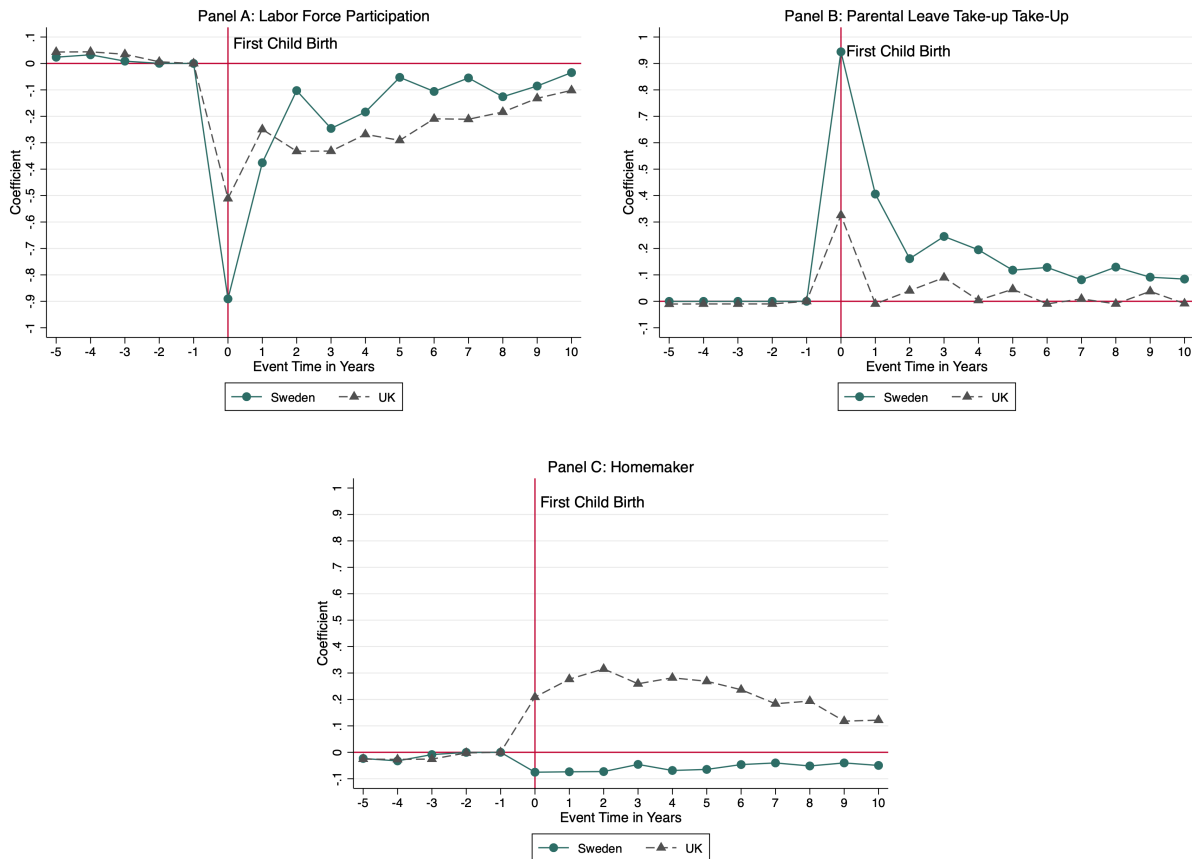 Panel A: Labor Force Participation
First Child Birth
Coefficient
.1
0
-.1
-.2
-.3
-.4
-.5
-.6
-.7
-.8
-.9
-1
-5 -4 -3 -2 -1 0 1 2 3 4 5 6 7 8 9 10
Event Time in Years
Sweden UK
Panel B: Parental Leave Take-up Take-Up
First Child Birth
Coefficient
1
.9
.8
.7
.6
.5
.4
.3
.2
.1
0
-.1
-5 -4 -3 -2 -1 0 1 2 3 4 5 6 7 8 9 10
Event Time in Years
Sweden UK
Panel C: Homemaker
First Child Birth
Coefficient
1
.9
.8
.7
.6
.5
.4
.3
.2
.1
0
-.1
-5 -4 -3 -2 -1 0 1 2 3 4 5 6 7 8 9 10
Event Time in Years
Sweden UK